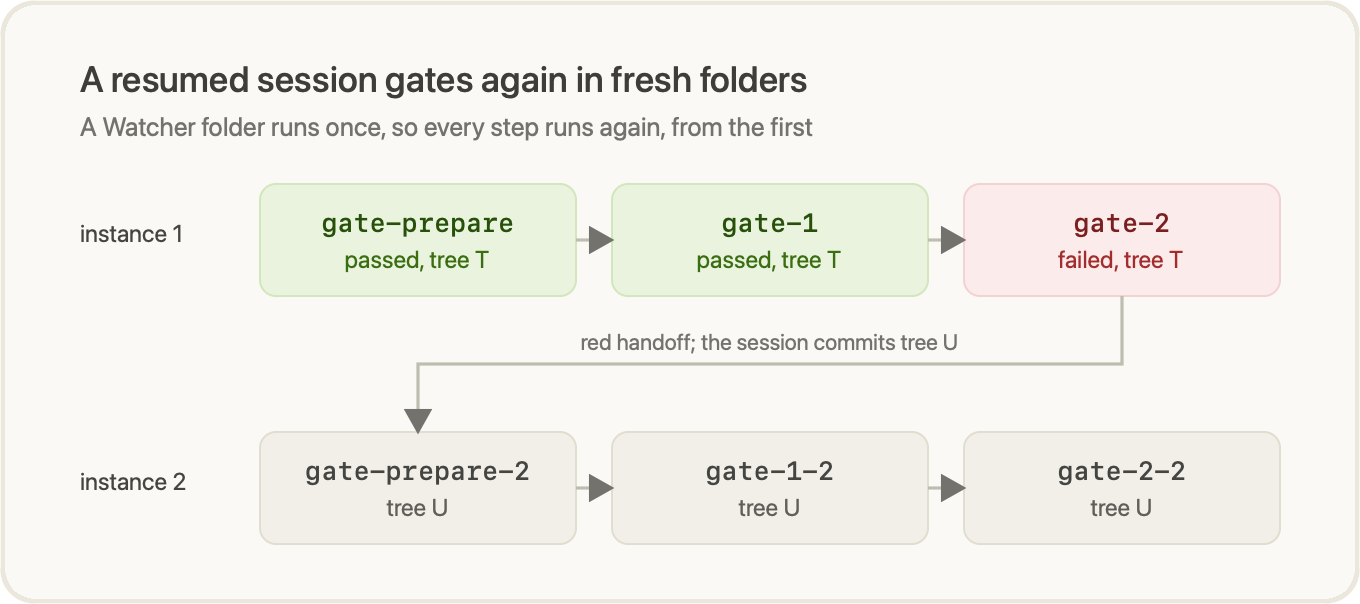 A resumed session gates again in fresh folders
A Watcher folder runs once, so every step runs again, from the first
instance 1
gate-prepare
passed, tree T
gate-1
passed, tree T
gate-2
failed, tree T
red handoff; the session commits tree U
instance 2
gate-prepare-2
tree U
gate-1-2
tree U
gate-2-2
tree U